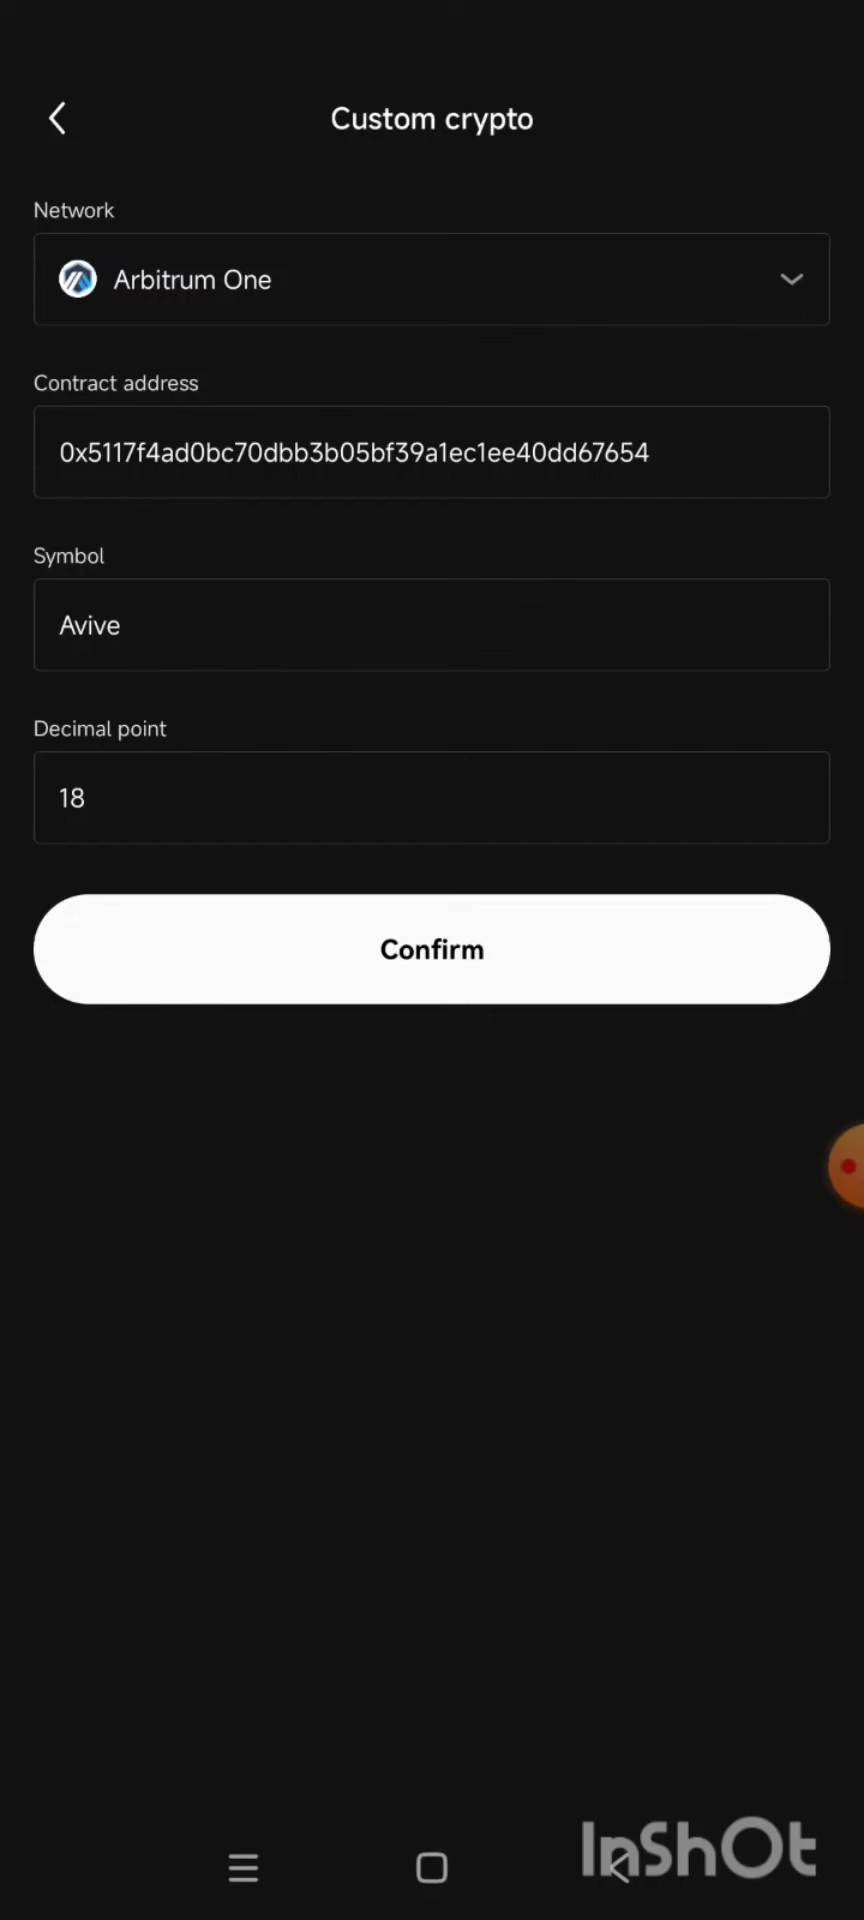 Custom crypto
Network
Arbitrum One
Contract address
0x5117f4ad0bc70dbb3b05bf39a1ec1ee40dd67654
Symbol
Avive
Decimal point
18
Confirm
InShOt